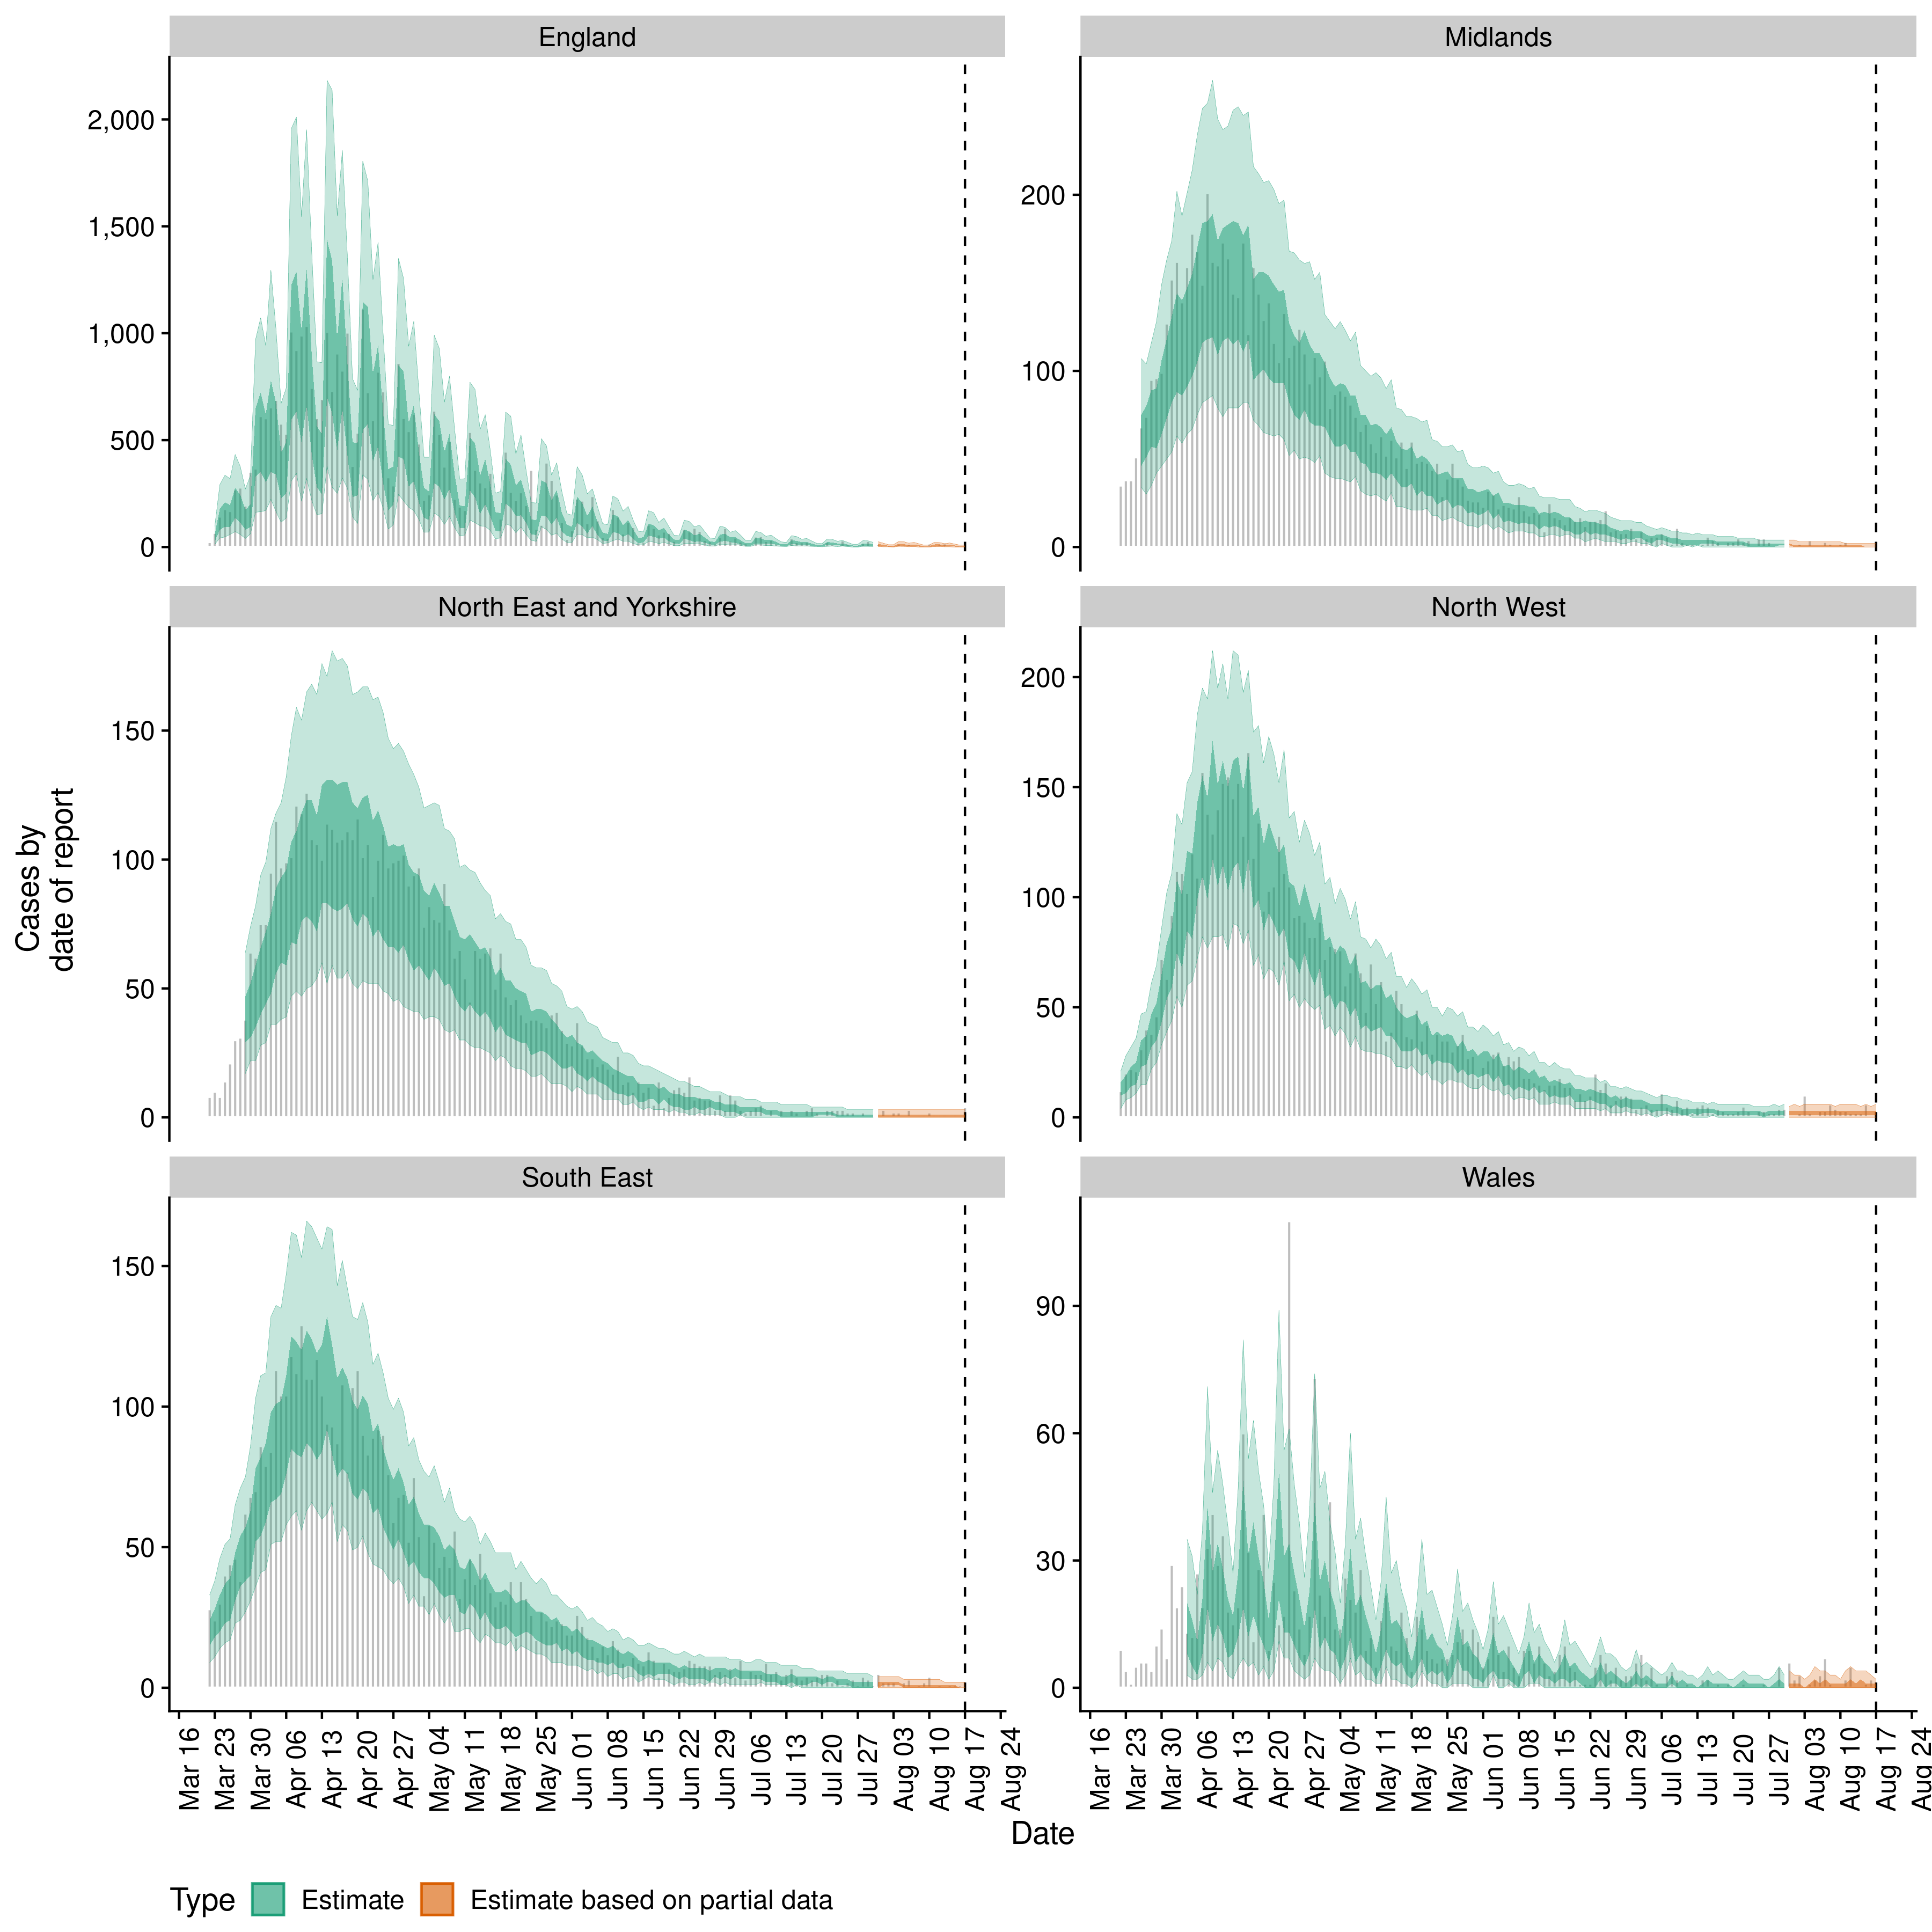 England
Midlands
2,000
1,500
1,000
500
0
200
100
0
North East and Yorkshire
North West
150
100
50
0
200
150
100
50
0
South East
Wales
150
100
50
0
90
60
30
0
Cases by
date of report
Mar 16
Mar 23
Mar 30
Apr 06
Apr 13
Apr 20
Apr 27
May 04
May 11
May 18
May 25
Jun 01
Jun 08
Jun 15
Jun 22
Jun 29
Jul 06
Jul 13
Jul 20
Jul 27
Aug 03
Aug 10
Aug 17
Aug 24
Mar 16
Mar 23
Mar 30
Apr 06
Apr 13
Apr 20
Apr 27
May 04
May 11
May 18
May 25
Jun 01
Jun 08
Jun 15
Jun 22
Jun 29
Jul 06
Jul 13
Jul 20
Jul 27
Aug 03
Aug 10
Aug 17
Aug 24
Date
Type Estimate Estimate based on partial data